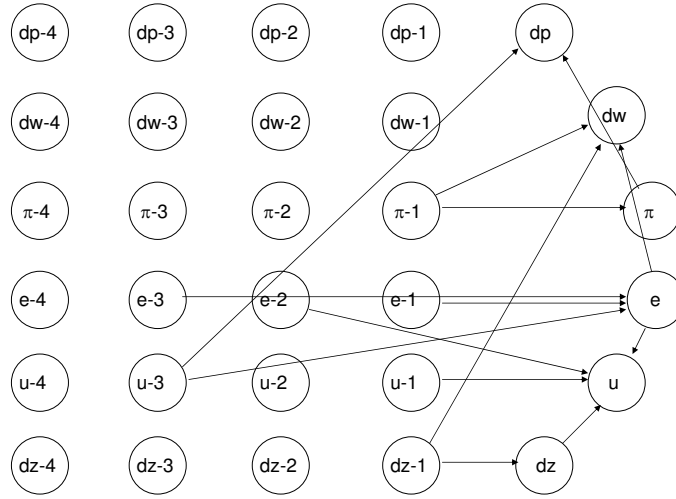 dp-4 dp-3 dp-2 dp-1 dp
dw-4 dw-3 dw-2 dw-1 dw
π-4 π-3 π-2 π-1 π
e-4 e-3 e-2 e-1 e
u-4 u-3 u-2 u-1 u
dz-4 dz-3 dz-2 dz-1 dz